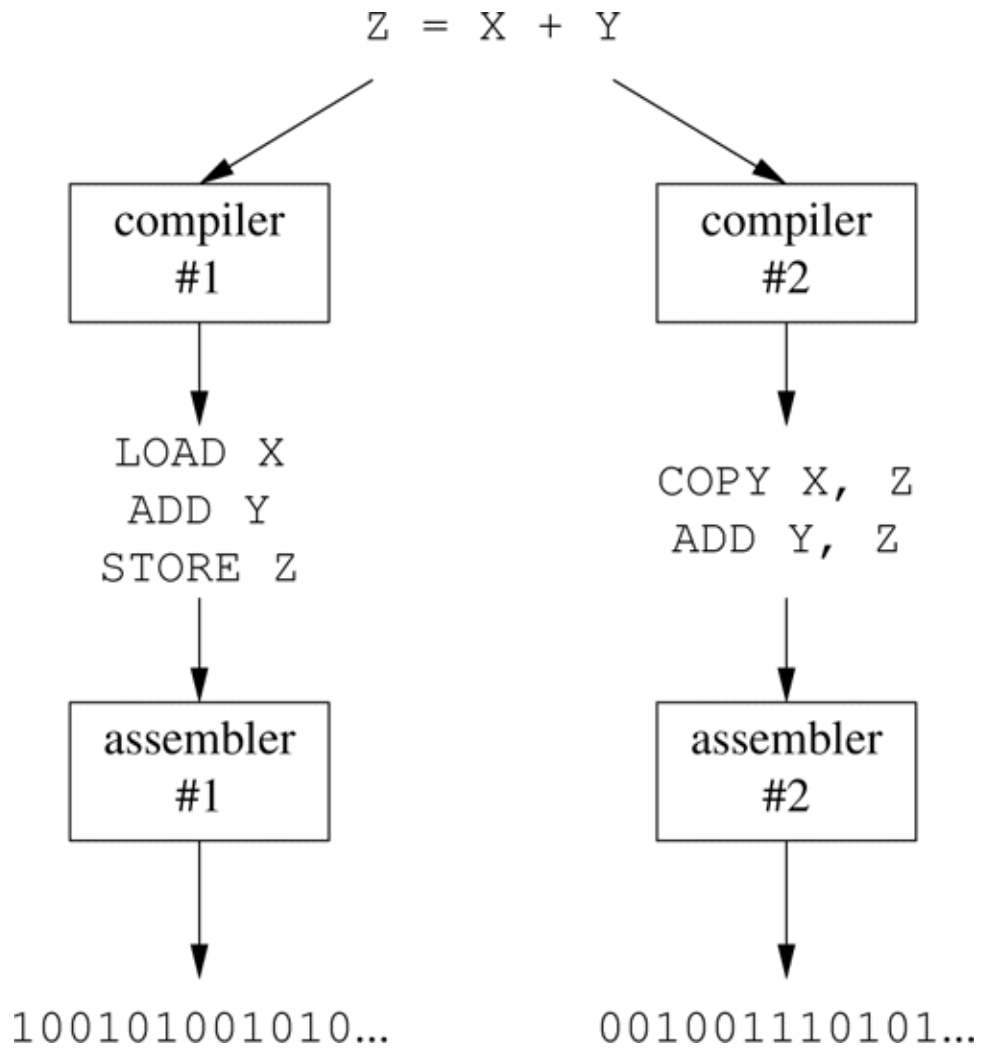 Z = X + Y
compiler
#1
compiler
#2
LOAD X
ADD Y
STORE Z
COPY X, Z
ADD Y, Z
assembler
#1
assembler
#2
100101001010...
001001110101...